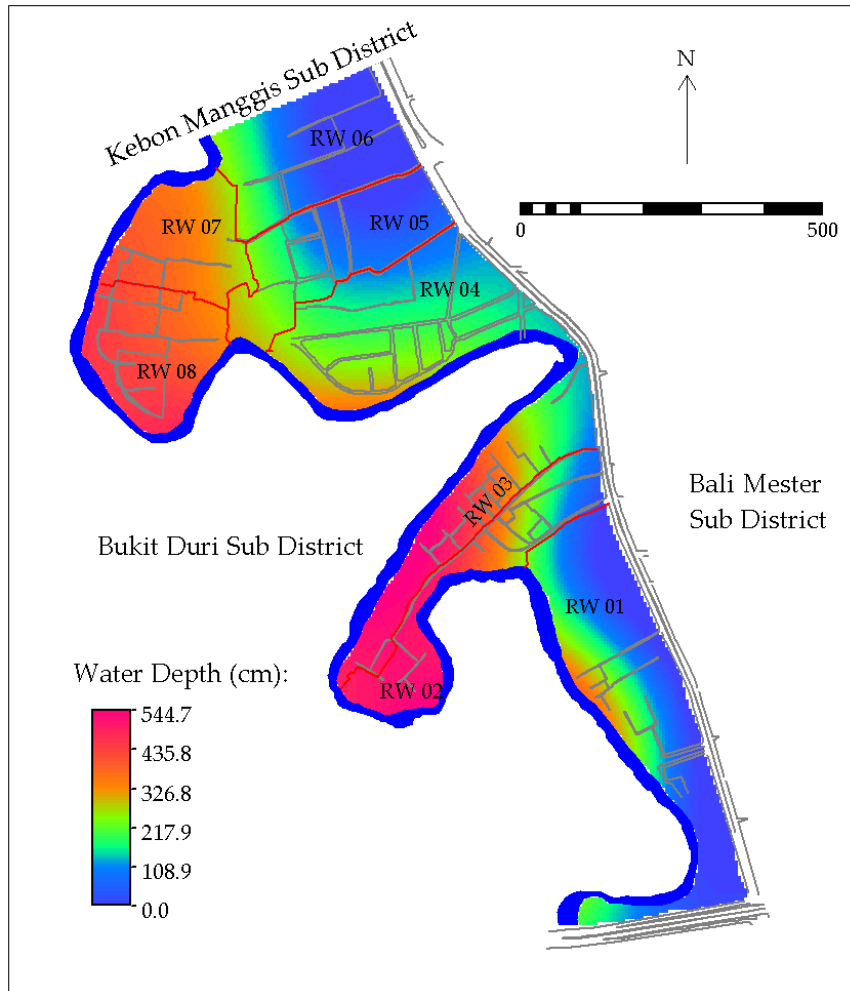 Kebon Manggis Sub District
N
RW 06
RW 07
RW 05
0
500
RW 04
RW 08
RW 03
Bali Mester
Sub District
Bukit Duri Sub District
RW 01
Water Depth (cm):
RW 02
544.7
435.8
326.8
217.9
108.9
0.0